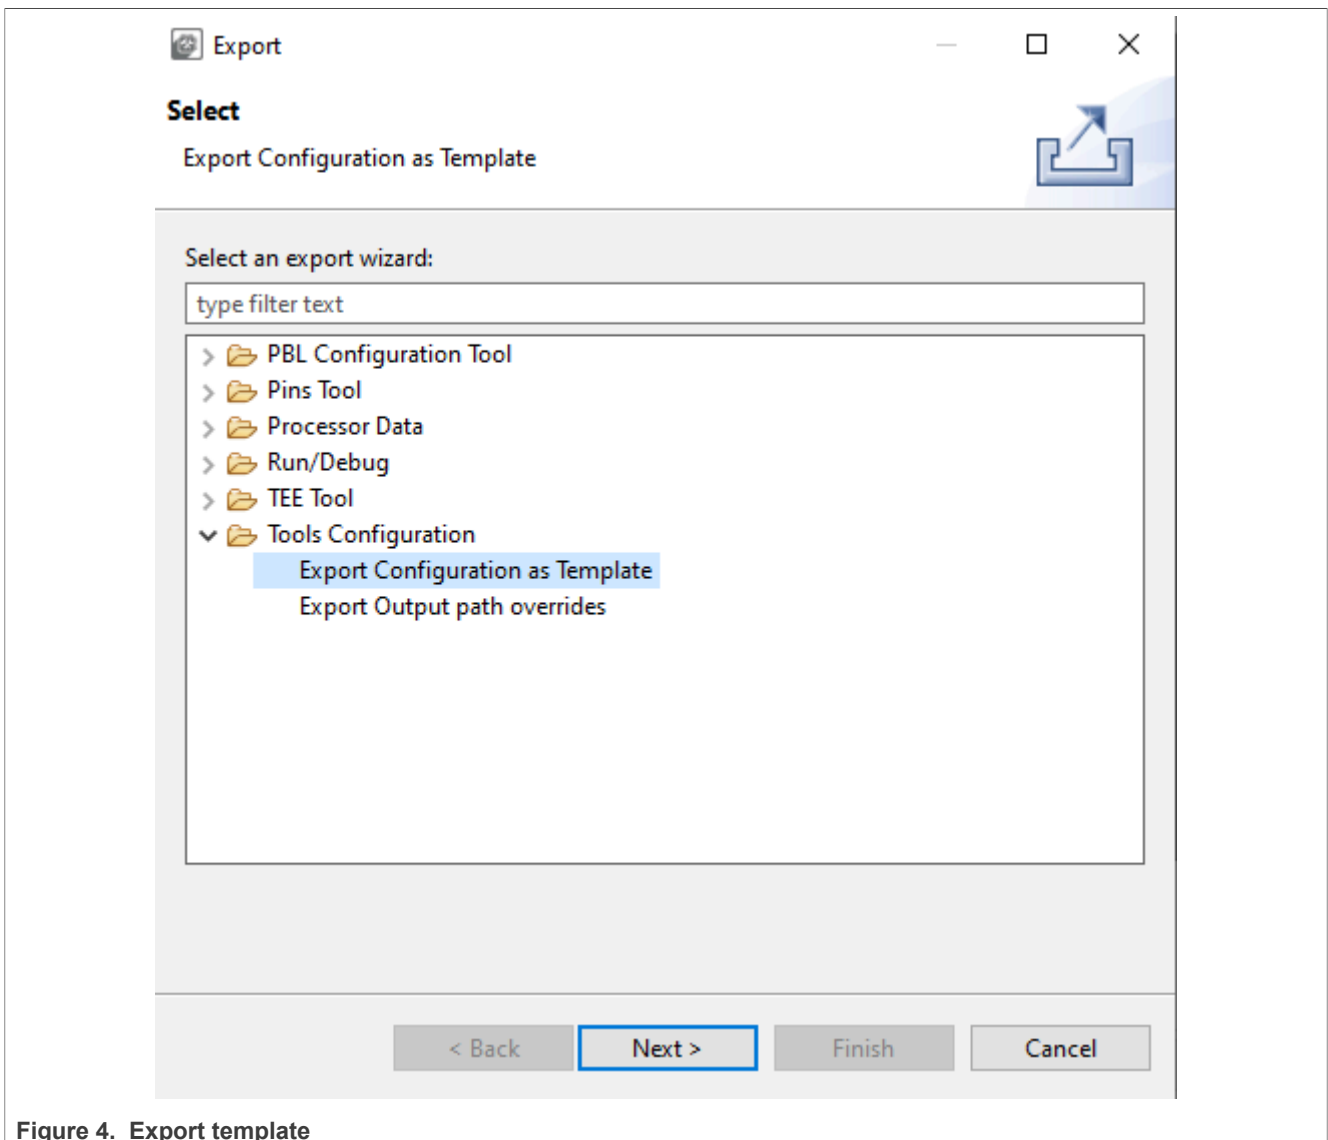 Export
Select
Export Configuration as Template
Select an export wizard:
type filter text
PBL Configuration Tool
Pins Tool
Processor Data
Run/Debug
TEE Tool
Tools Configuration
Export Configuration as Template
Export Output path overrides
< Back Next > Finish Cancel
Figure 4. Export template